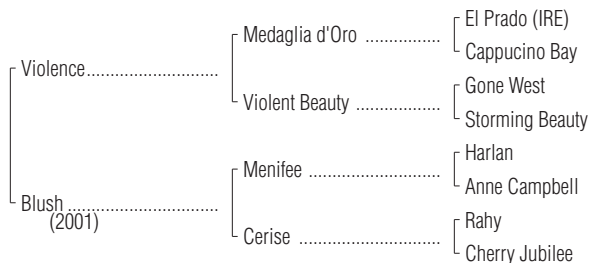 El Prado (IRE)
Medaglia d'Oro ..................
Cappucino Bay
Violence................................
Gone West
Violent Beauty ....................
Storming Beauty
Harlan
Menifee ...............................
Anne Campbell
Blush ....................................
(2001)
Rahy
Cerise .................................
Cherry Jubilee